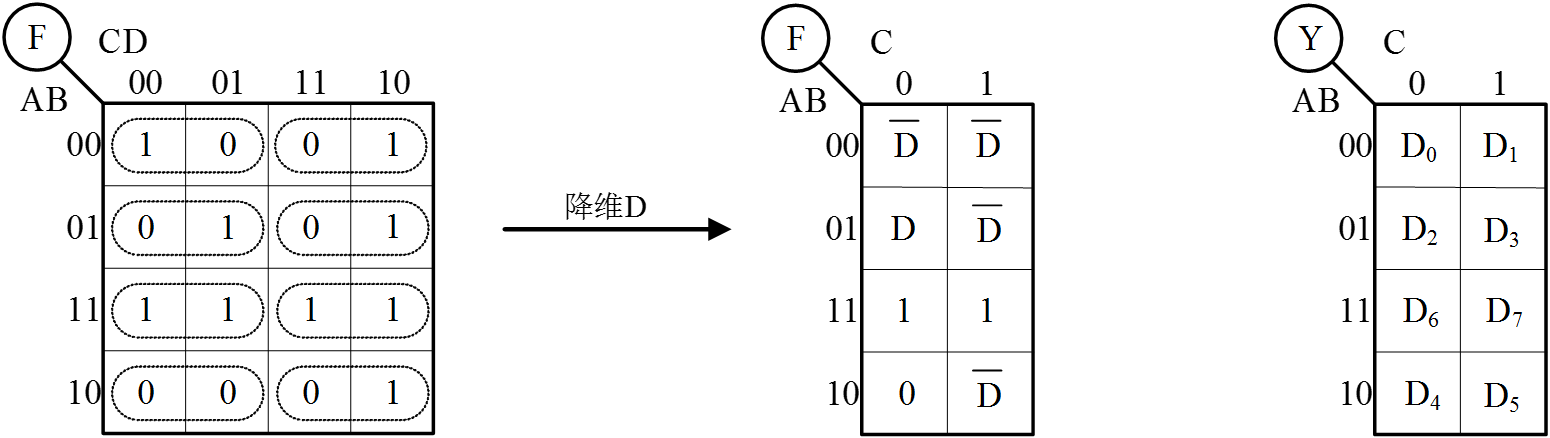 F CD
AB 00 01 11 10
00 1 0 0 1
01 0 1 0 1
11 1 1 1 1
10 0 0 0 1
降维D
F C
AB 0 1
00 D̅ D̅
01 D D̅
11 1 1
10 0 D̅
Y C
AB 0 1
00 D₀ D₁
01 D₂ D₃
11 D₆ D₇
10 D₄ D₅